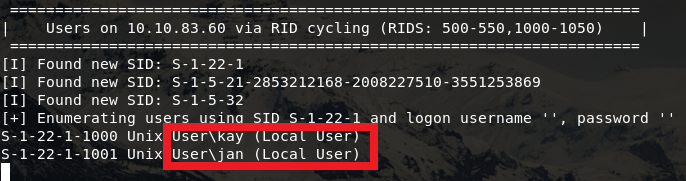 ======================================================================
|    Users on 10.10.83.60 via RID cycling (RIDS: 500-550,1000-1050)    |
======================================================================
[I] Found new SID: S-1-22-1
[I] Found new SID: S-1-5-21-2853212168-2008227510-3551253869
[I] Found new SID: S-1-5-32
[+] Enumerating users using SID S-1-22-1 and logon username '', password ''
S-1-22-1-1000 Unix User\kay (Local User)
S-1-22-1-1001 Unix User\jan (Local User)